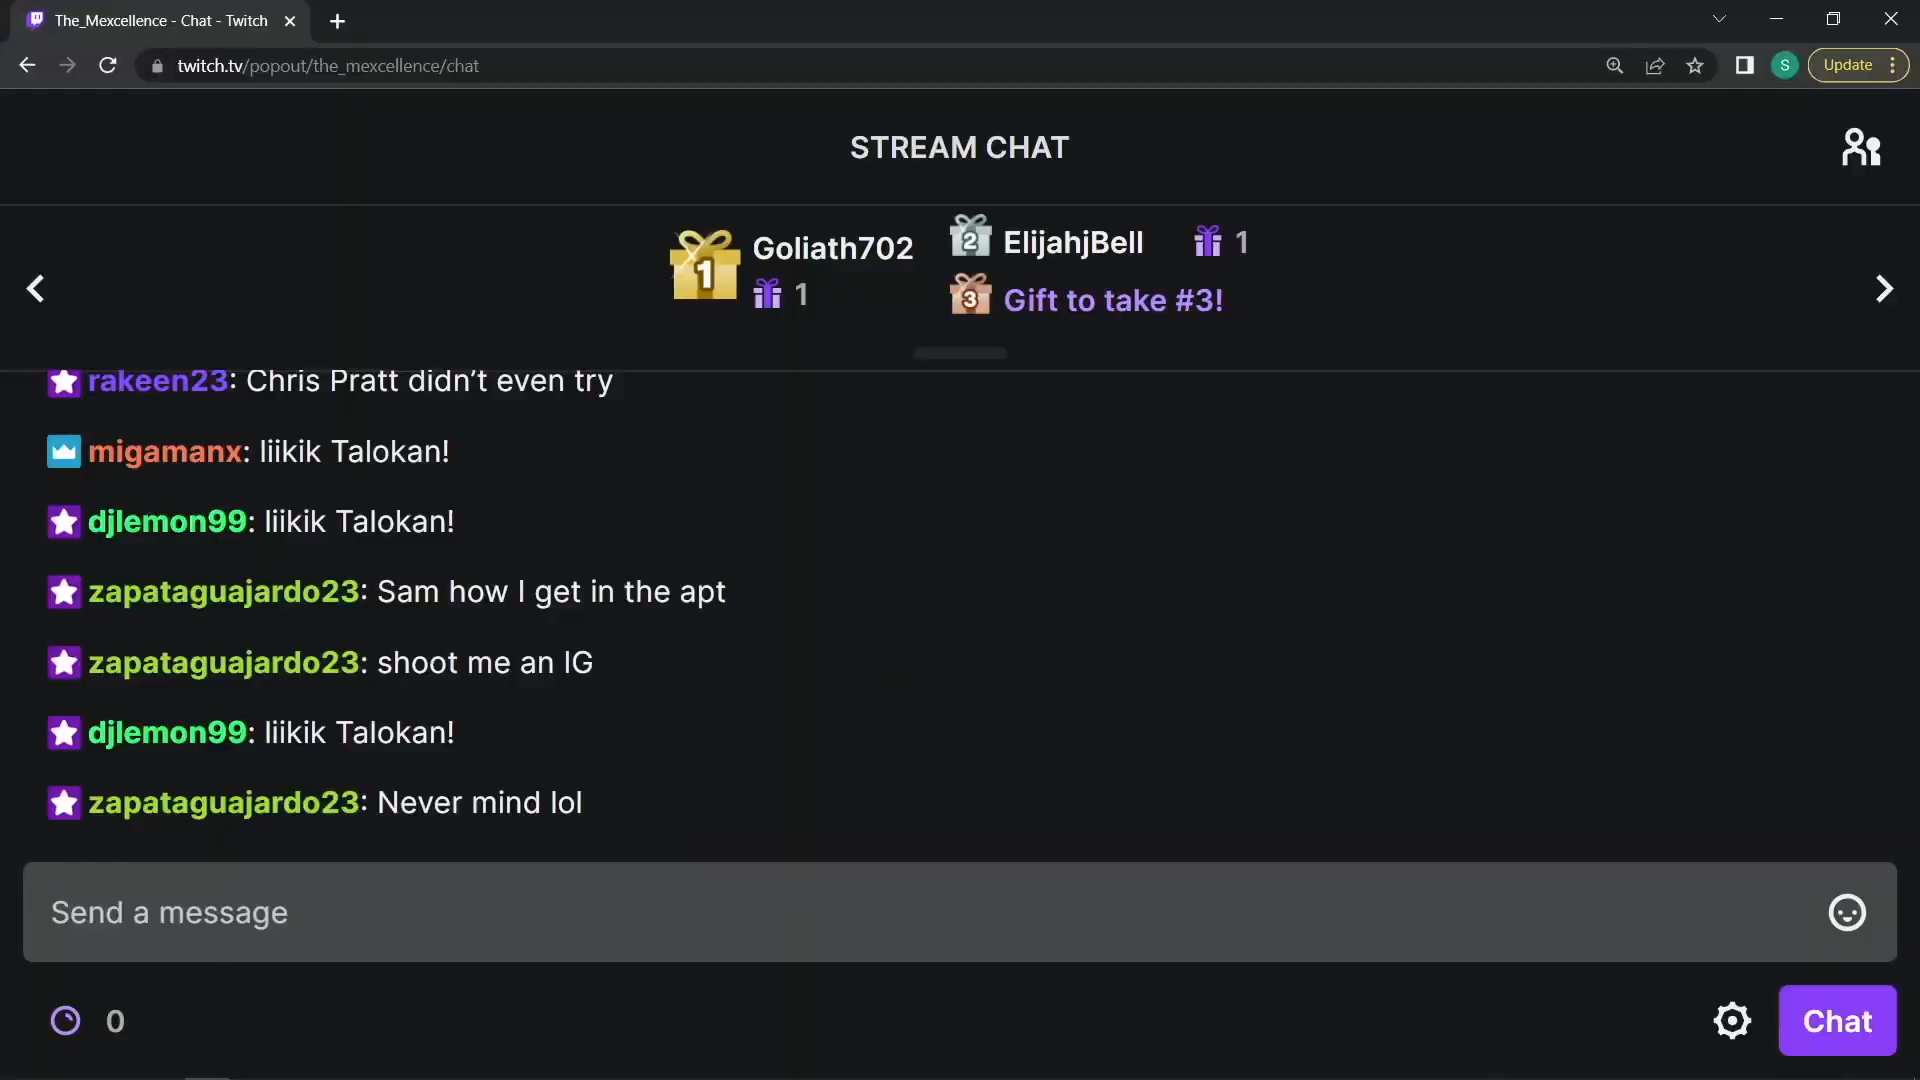 The_Mexcellence - Chat - Twitch
twitch.tv/popout/the_mexcellence/chat
S
Update
STREAM CHAT
1 Goliath702
1
2 ElijahjBell 1
3 Gift to take #3!
rakeen23: Chris Pratt didn’t even try
migamanx: liikik Talokan!
djlemon99: liikik Talokan!
zapataguajardo23: Sam how I get in the apt
zapataguajardo23: shoot me an IG
djlemon99: liikik Talokan!
zapataguajardo23: Never mind lol
Send a message
0
Chat